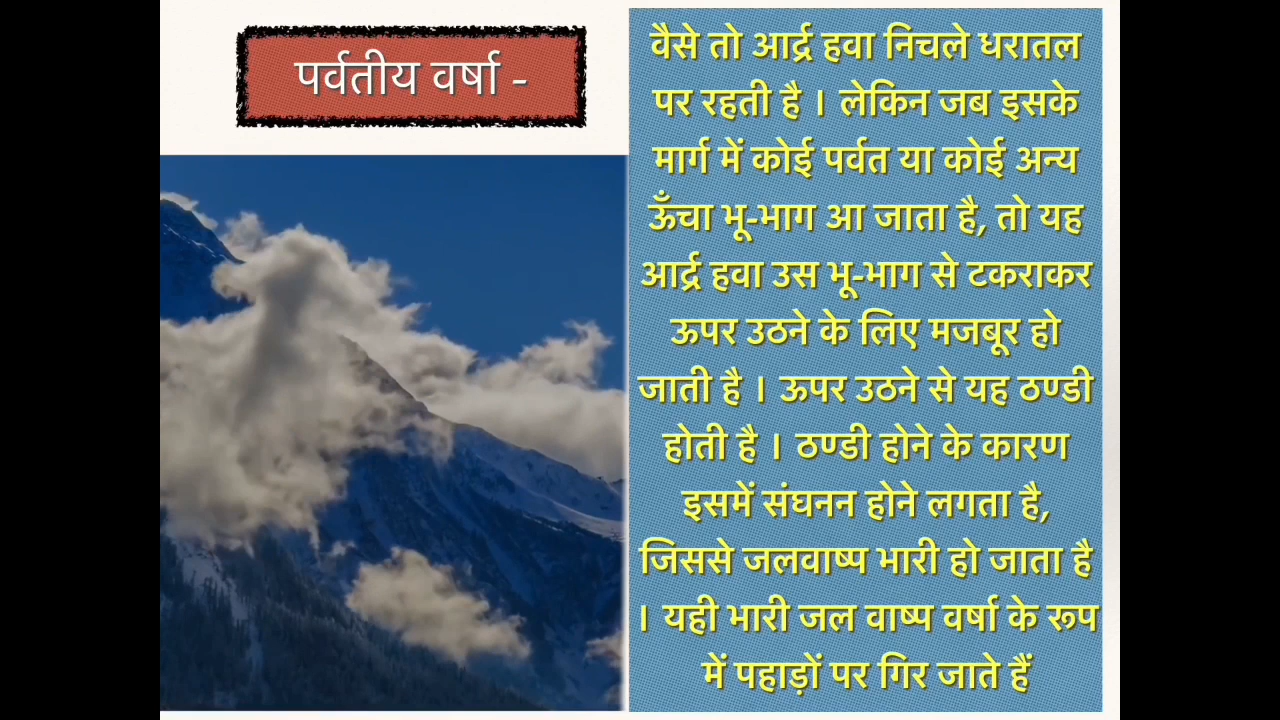 पर्वतीय वर्षा -
वैसे तो आर्द्र हवा निचले धरातल
पर रहती है । लेकिन जब इसके
मार्ग में कोई पर्वत या कोई अन्य
ऊँचा भू-भाग आ जाता है, तो यह
आर्द्र हवा उस भू-भाग से टकराकर
ऊपर उठने के लिए मजबूर हो
जाती है । ऊपर उठने से यह ठण्डी
होती है । ठण्डी होने के कारण
इसमें संघनन होने लगता है,
जिससे जलवाष्प भारी हो जाता है
। यही भारी जल वाष्प वर्षा के रूप
में पहाड़ों पर गिर जाते हैं